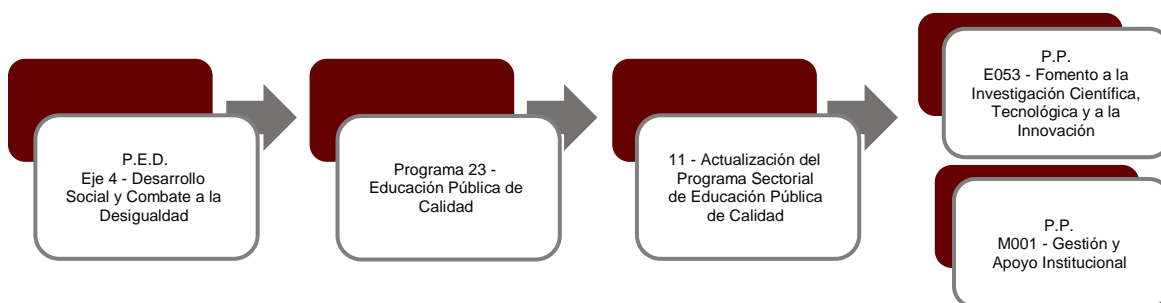 P.E.D.
Eje 4 - Desarrollo
Social y Combate a la
Desigualdad
Programa 23 -
Educación Pública de
Calidad
11 - Actualización del
Programa Sectorial
de Educación Pública
de Calidad
P.P.
E053 - Fomento a la
Investigación Científica,
Tecnológica y a la
Innovación
P.P.
M001 - Gestión y
Apoyo Institucional